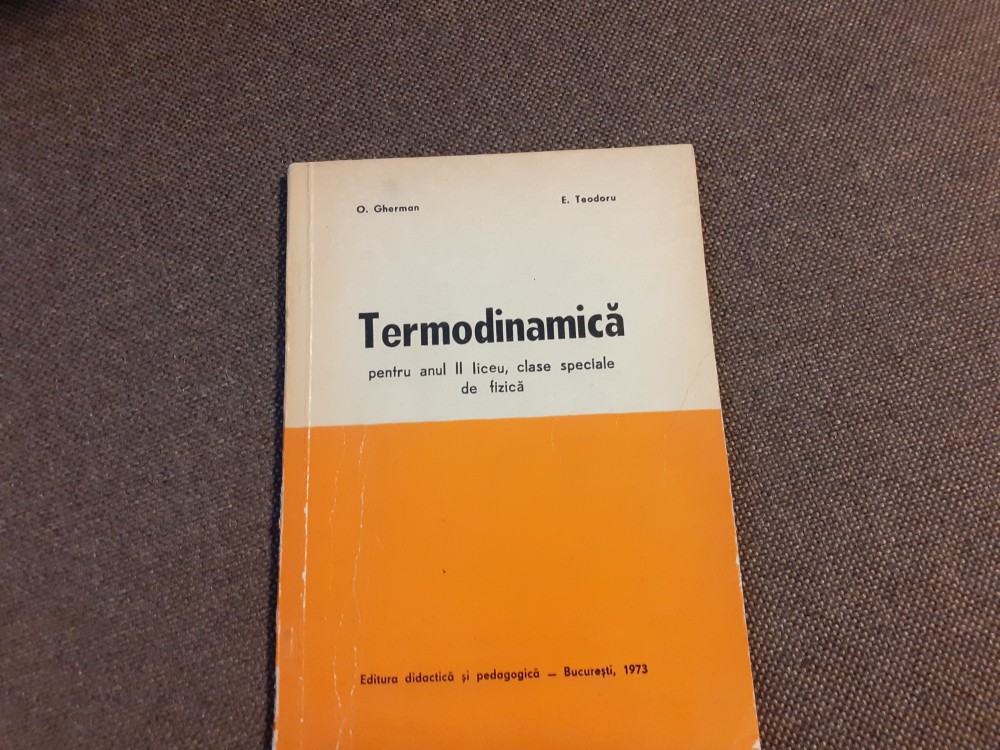 O. Gherman E. Teodoru
Termodinamică
pentru anul II liceu, clase speciale
de fizică
Editura didactică și pedagogică — București, 1973